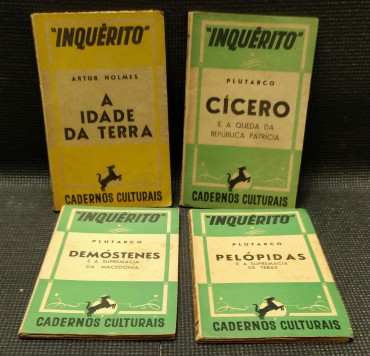 "INQUÉRITO"
ARTUR HOLMES
A
IDADE
DA TERRA
CADERNOS CULTURAIS
"INQUÉRITO"
PLUTARCO
CÍCERO
E A QUEDA DA
REPÚBLICA PATRÍCIA
CADERNOS CULTURAIS
"INQUÉRITO"
PLUTARCO
DEMÓSTENES
E A SUPREMACIA
DA MACEDÓNIA
CADERNOS CULTURAIS
"INQUÉRITO"
PLUTARCO
PELÓPIDAS
E A SUPREMACIA
DE TEBAS
CADERNOS CULTURAIS